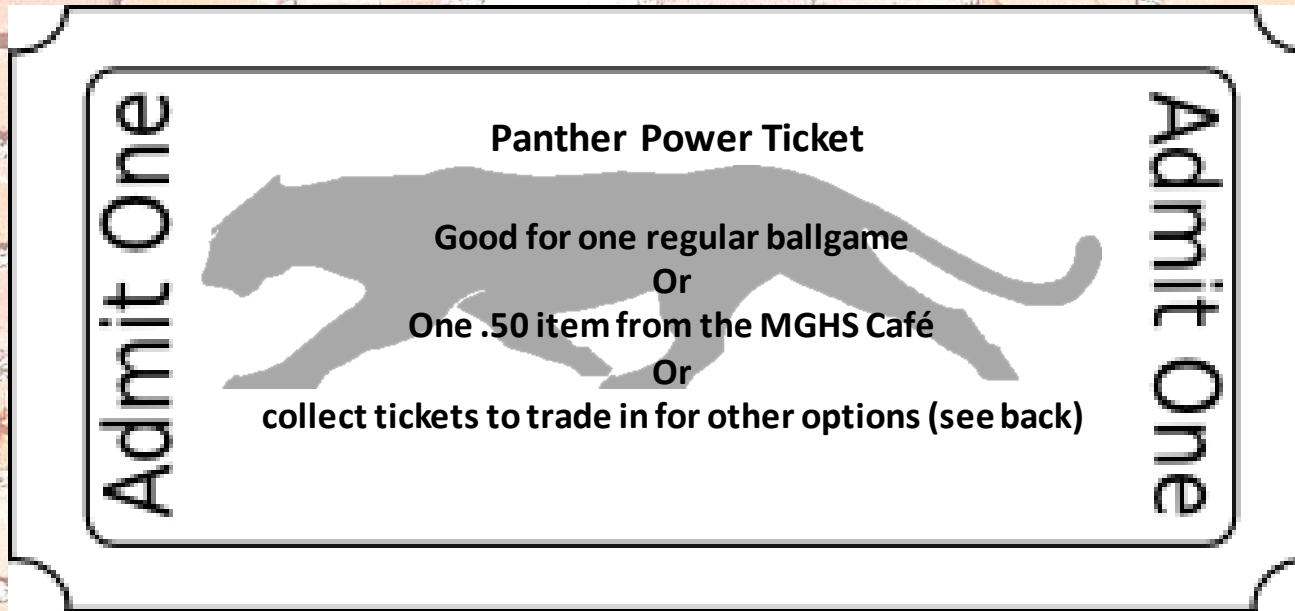 Admit One
Panther Power Ticket
Good for one regular ballgame
Or
One .50 item from the MGHS Café
Or
collect tickets to trade in for other options (see back)
Admit One